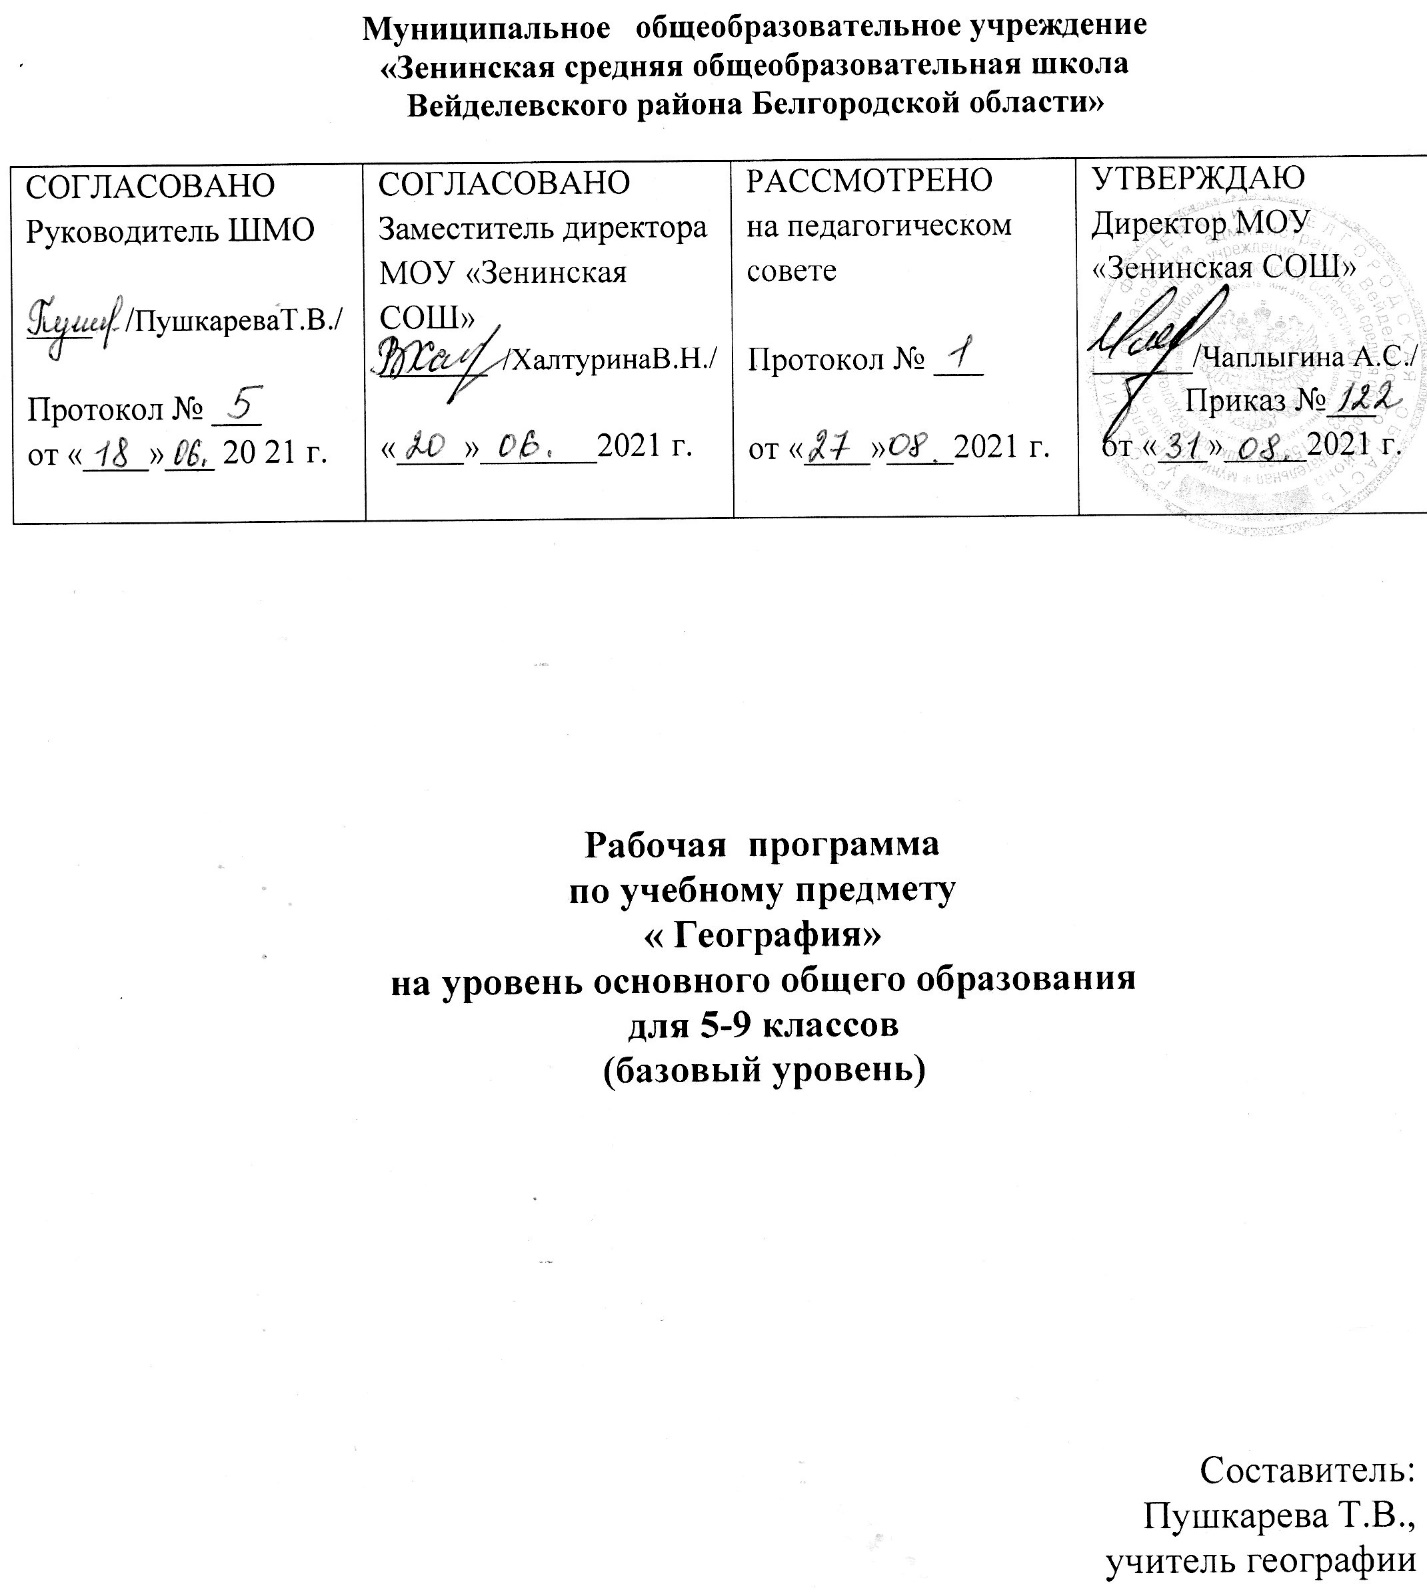 Муниципальное общеобразовательное учреждение
«Зенинская средняя общеобразовательная школа
Вейделевского района Белгородской области»
СОГЛАСОВАНО
Руководитель ШМО
/ПушкареваТ.В./
Протокол № 5
от «18» 06. 20 21 г.
СОГЛАСОВАНО
Заместитель директора
МОУ «Зенинская
СОШ»
/ХалтуринаВ.Н./
«20» 06. 2021 г.
РАССМОТРЕНО
на педагогическом
совете
Протокол № 1
от «27»08. 2021 г.
УТВЕРЖДАЮ
Директор МОУ
«Зенинская СОШ»
/Чаплыгина А.С./
Приказ № 122
от «31» 08. 2021 г.
Рабочая программа
по учебному предмету
« География»
на уровень основного общего образования
для 5-9 классов
(базовый уровень)
Составитель:
Пушкарева Т.В.,
учитель географии